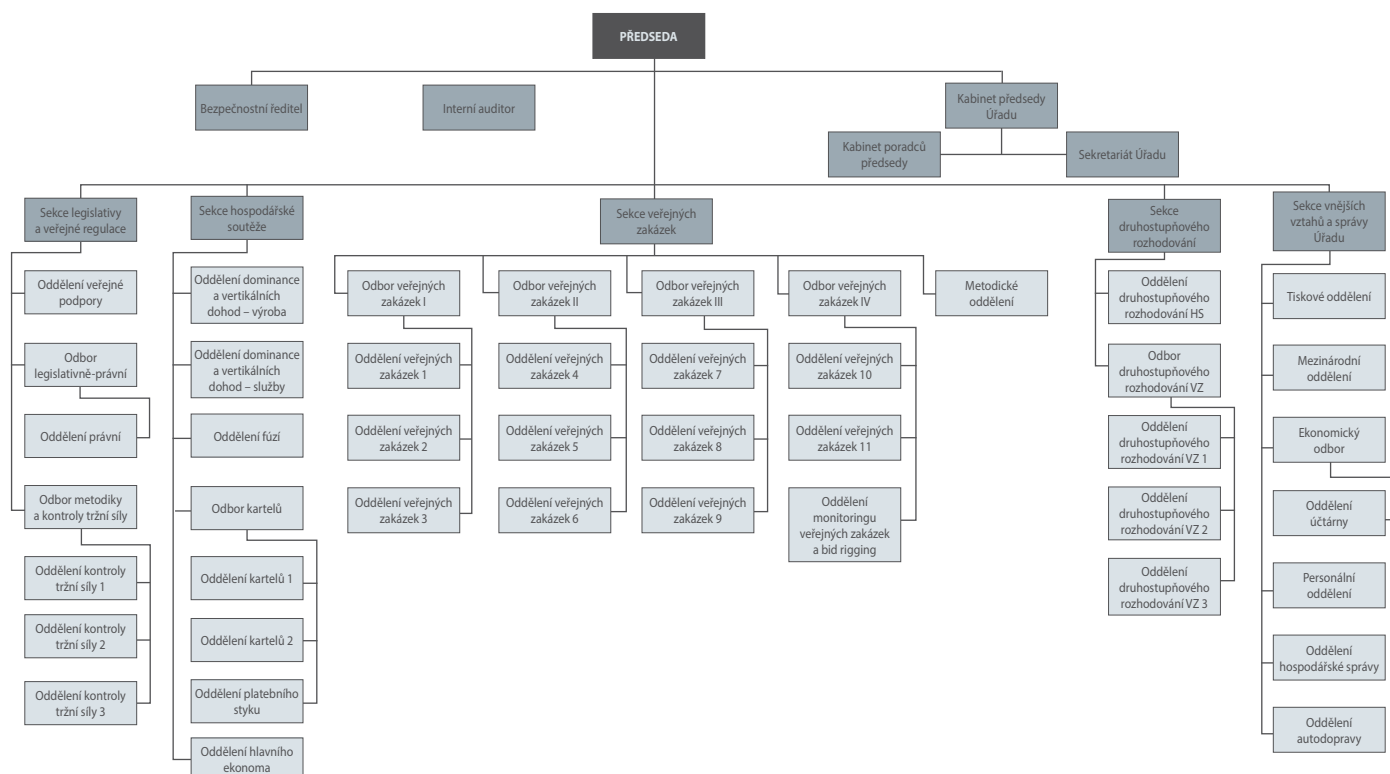 PŘEDSEDA
Bezpečnostní ředitel
Interní auditor
Kabinet předsedy
Úřadu
Kabinet poradců
předsedy
Sekretariát Úřadu
Sekce legislativy
a veřejné regulace
Oddělení veřejné
podpory
Odbor
legislativně-právní
Oddělení právní
Odbor metodiky
a kontroly tržní síly
Oddělení kontroly
tržní síly 1
Oddělení kontroly
tržní síly 2
Oddělení kontroly
tržní síly 3
Sekce hospodářské
soutěže
Oddělení dominance
a vertikálních
dohod – výroba
Oddělení dominance
a vertikálních
dohod – služby
Oddělení fúzí
Odbor kartelů
Oddělení kartelů 1
Oddělení kartelů 2
Oddělení platebního
styku
Oddělení hlavního
ekonoma
Sekce veřejných
zakázek
Odbor veřejných
zakázek I
Oddělení veřejných
zakázek 1
Oddělení veřejných
zakázek 2
Oddělení veřejných
zakázek 3
Odbor veřejných
zakázek II
Oddělení veřejných
zakázek 4
Oddělení veřejných
zakázek 5
Oddělení veřejných
zakázek 6
Odbor veřejných
zakázek III
Oddělení veřejných
zakázek 7
Oddělení veřejných
zakázek 8
Oddělení veřejných
zakázek 9
Odbor veřejných
zakázek IV
Oddělení veřejných
zakázek 10
Oddělení veřejných
zakázek 11
Oddělení
monitoringu
veřejných zakázek
a bid rigging
Metodické
oddělení
Sekce
druhostupňového
rozhodování
Oddělení
druhostupňového
rozhodování HS
Odbor
druhostupňového
rozhodování VZ
Oddělení
druhostupňového
rozhodování VZ 1
Oddělení
druhostupňového
rozhodování VZ 2
Oddělení
druhostupňového
rozhodování VZ 3
Sekce vnějších
vztahů a správy
Úřadu
Tiskové oddělení
Mezinárodní
oddělení
Ekonomický
odbor
Oddělení
účtárny
Personální
oddělení
Oddělení
hospodářské správy
Oddělení
autodopravy